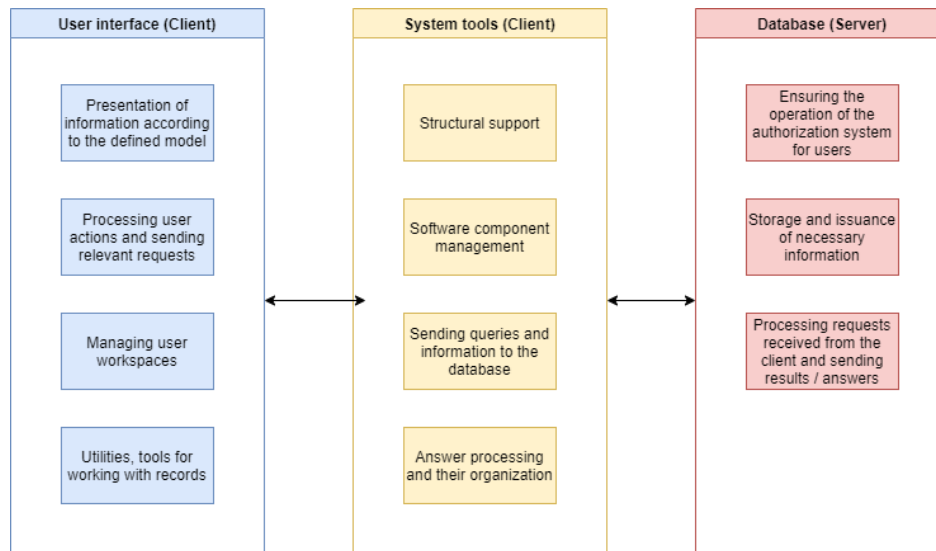 User interface (Client)
Presentation of
information according
to the defined model
Processing user
actions and sending
relevant requests
Managing user
workspaces
Utilities, tools for
working with records
System tools (Client)
Structural support
Software component
management
Sending queries and
information to the
database
Answer processing
and their organization
Database (Server)
Ensuring the
operation of the
authorization system
for users
Storage and issuance
of necessary
information
Processing requests
received from the
client and sending
results / answers